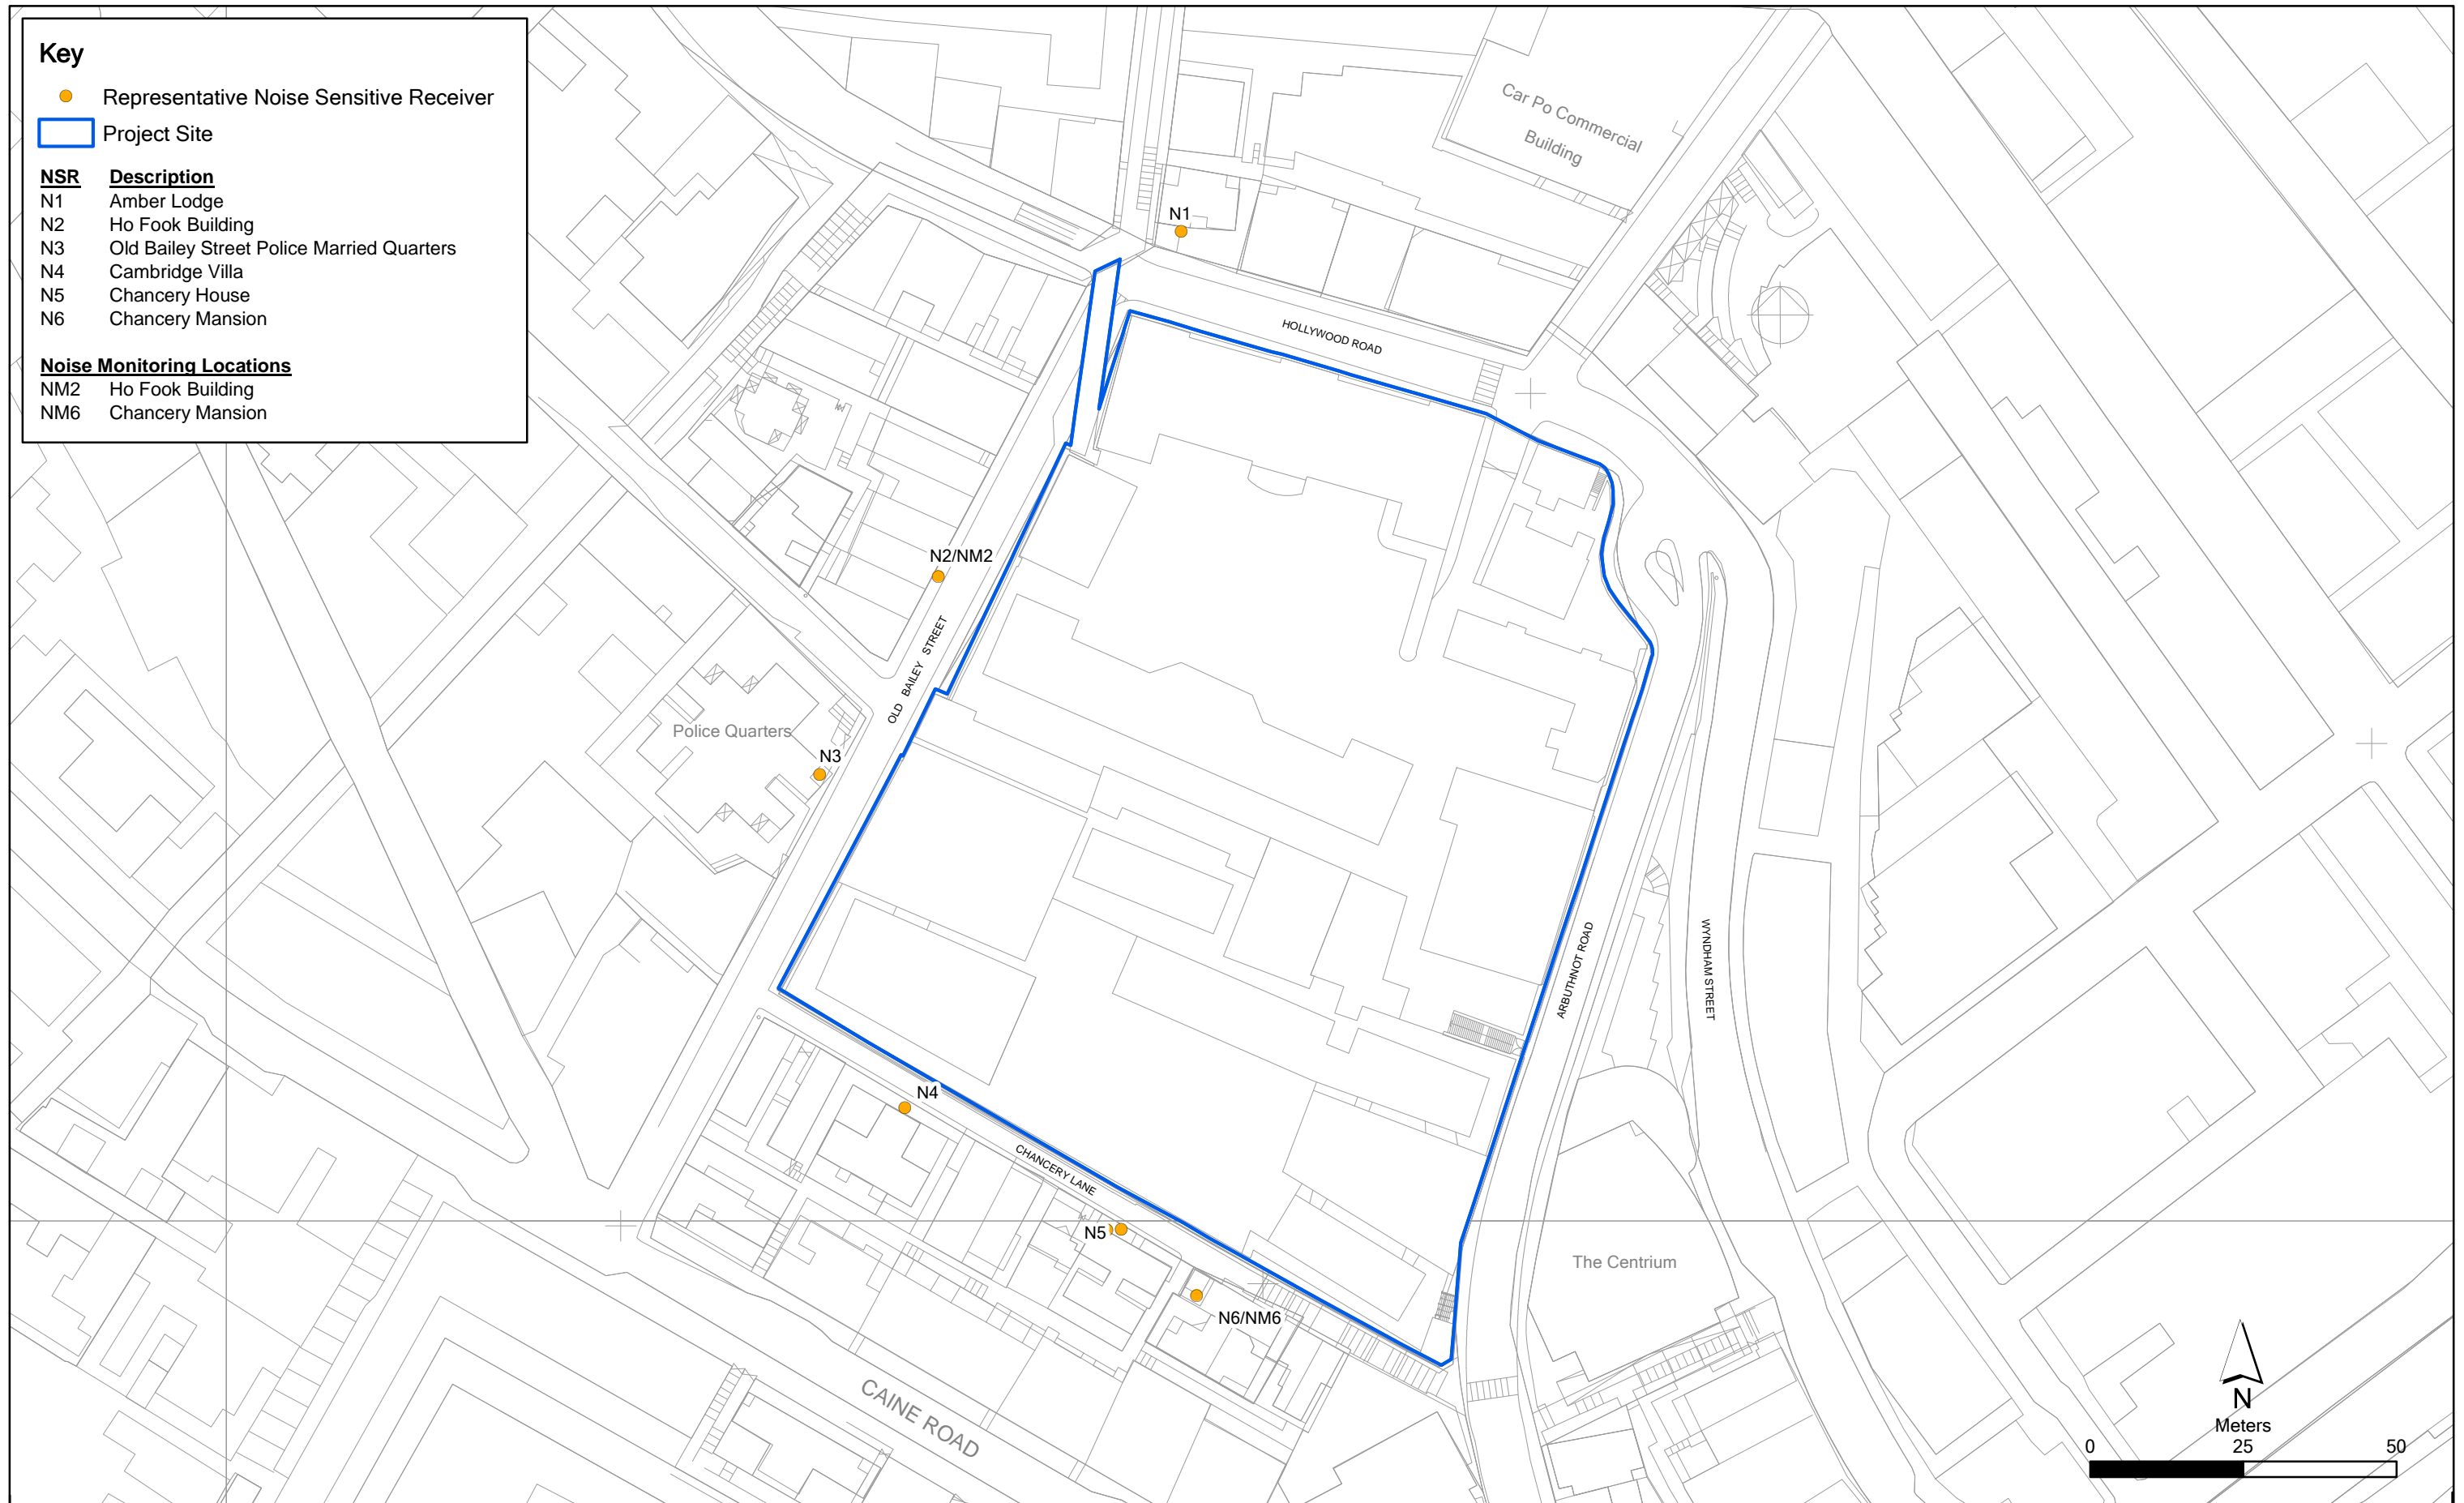 Key
Representative Noise Sensitive Receiver
Project Site
NSR Description
N1 Amber Lodge
N2 Ho Fook Building
N3 Old Bailey Street Police Married Quarters
N4 Cambridge Villa
N5 Chancery House
N6 Chancery Mansion
Noise Monitoring Locations
NM2 Ho Fook Building
NM6 Chancery Mansion
Car Po Commercial
Building
N1
HOLLYWOOD ROAD
N2/NM2
OLD BAILEY STREET
Police Quarters
N3
ARBUTHNOT ROAD
WYNDHAM STREET
N4
CHANCERY LANE
N5
The Centrium
N6/NM6
CAINE ROAD
N
Meters
0 25 50